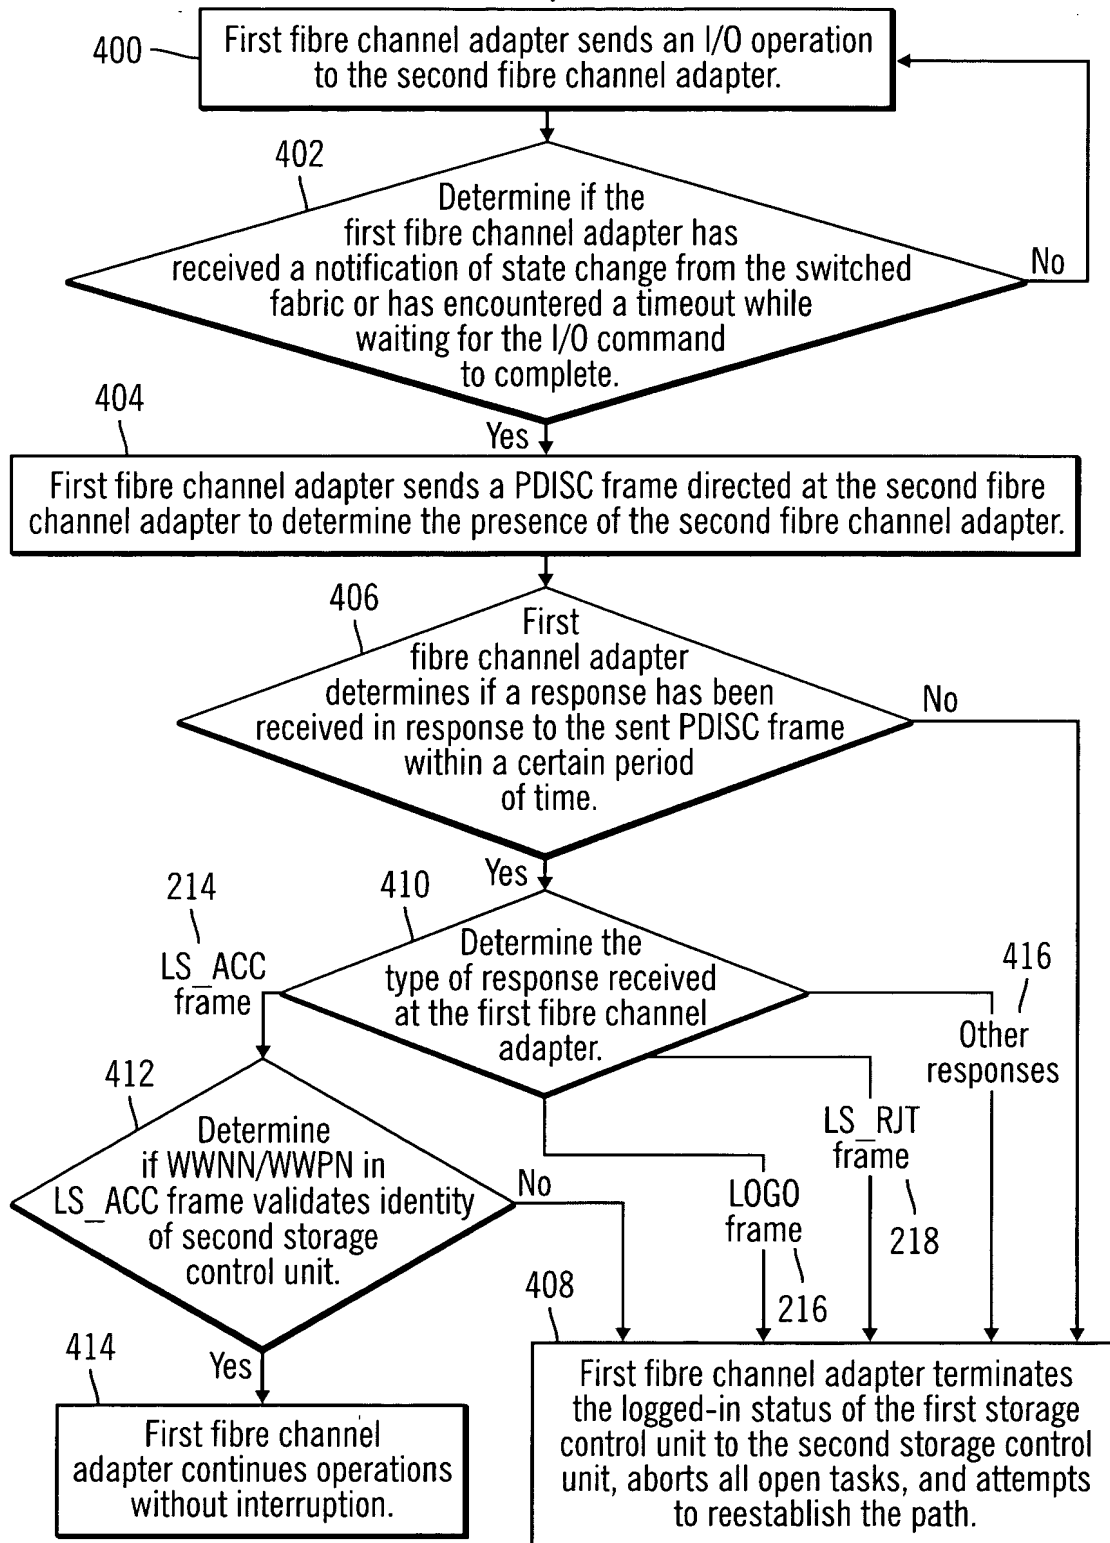 400
First fibre channel adapter sends an I/O operation
to the second fibre channel adapter.
402
Determine if the
first fibre channel adapter has
received a notification of state change from the switched
fabric or has encountered a timeout while
waiting for the I/O command
to complete.
No
404
Yes
First fibre channel adapter sends a PDISC frame directed at the second fibre
channel adapter to determine the presence of the second fibre channel adapter.
406
First
fibre channel adapter
determines if a response has been
received in response to the sent PDISC frame
within a certain period
of time.
No
Yes
214
LS_ACC
frame
410
Determine the
type of response received
at the first fibre channel
adapter.
416
Other
responses
412
Determine
if WWNN/WWPN in
LS_ACC frame validates identity
of second storage
control unit.
No
LS_RJT
frame
218
LOGO
frame
216
408
414
Yes
First fibre channel
adapter continues operations
without interruption.
First fibre channel adapter terminates
the logged-in status of the first storage
control unit to the second storage control
unit, aborts all open tasks, and attempts
to reestablish the path.